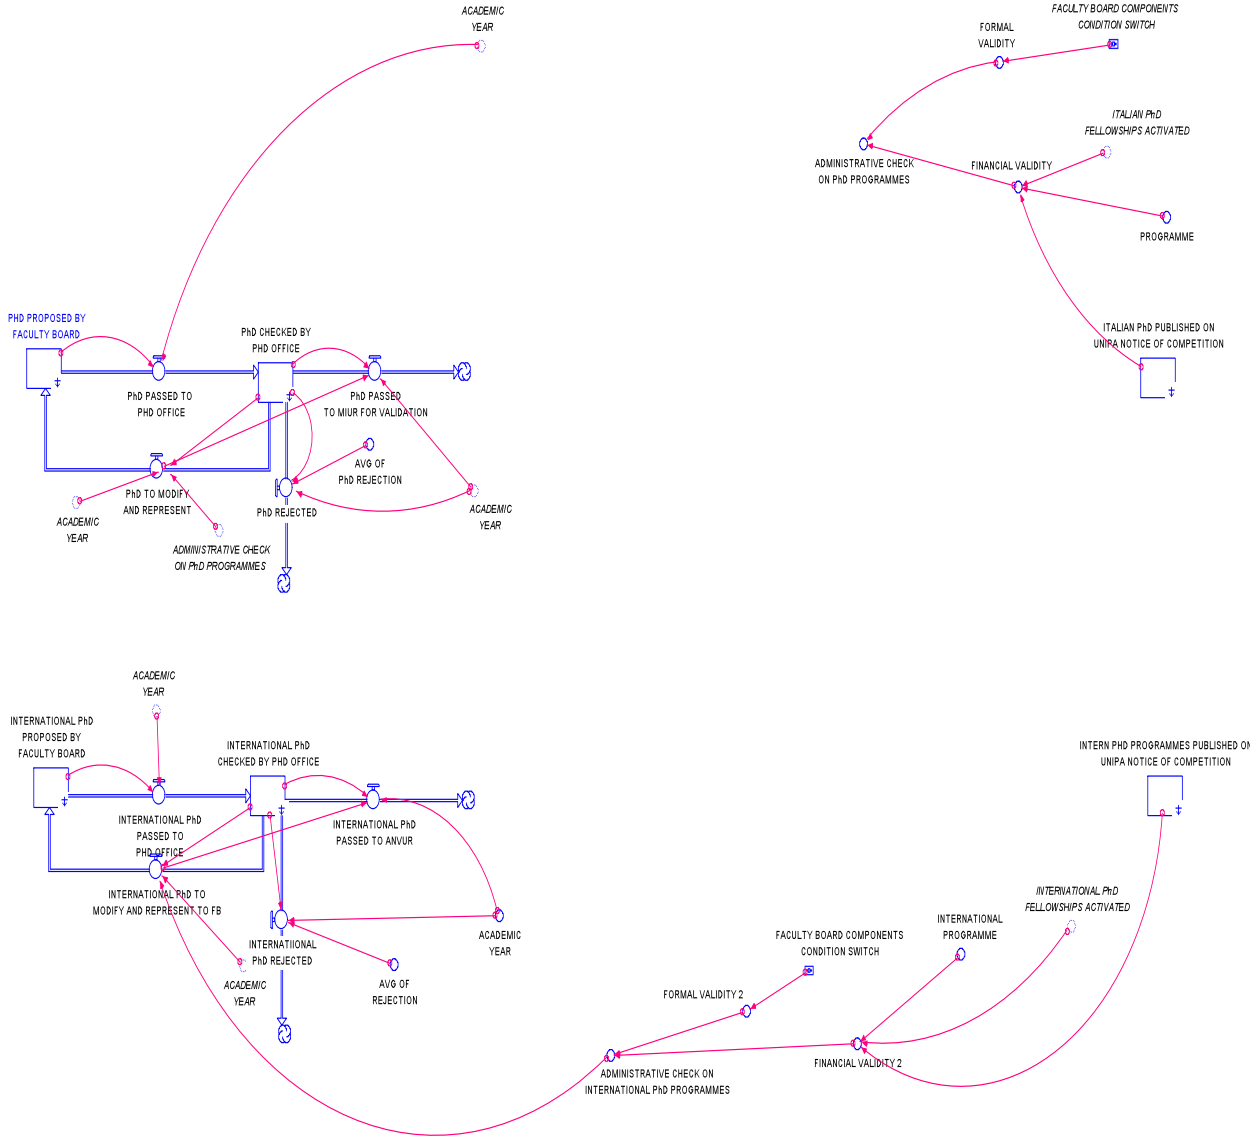 ACADEMIC
YEAR
FACULTY BOARD COMPONENTS
CONDITION SWITCH
FORMAL
VALIDITY
ITALIAN PhD
FELLOWSHIPS ACTIVATED
ADMINISTRATIVE CHECK
ON PhD PROGRAMMES
FINANCIAL VALIDITY
PROGRAMME
ITALIAN PhD PUBLISHED ON
UNIPA NOTICE OF COMPETITION
PHD PROPOSED BY
FACULTY BOARD
PhD CHECKED BY
PHD OFFICE
PhD PASSED TO
PHD OFFICE
PhD PASSED
TO MIUR FOR VALIDATION
AVG OF
PhD REJECTION
PhD TO MODIFY
AND REPRESENT
PhD REJECTED
ACADEMIC
YEAR
ACADEMIC
YEAR
ADMINISTRATIVE CHECK
ON PhD PROGRAMMES
ACADEMIC
YEAR
INTERNATIONAL PhD
PROPOSED BY
FACULTY BOARD
INTERNATIONAL PhD
CHECKED BY PHD OFFICE
INTERN PHD PROGRAMMES PUBLISHED ON
UNIPA NOTICE OF COMPETITION
INTERNATIONAL PhD
PASSED TO
PHD OFFICE
INTERNATIONAL PhD
PASSED TO ANVUR
INTERNATIONAL PhD TO
MODIFY AND REPRESENT TO FB
INTERNATIONAL
PhD REJECTED
ACADEMIC
YEAR
ACADEMIC
YEAR
AVG OF
REJECTION
INTERNATIONAL PhD
FELLOWSHIPS ACTIVATED
INTERNATIONAL
PROGRAMME
FACULTY BOARD COMPONENTS
CONDITION SWITCH
FORMAL VALIDITY 2
FINANCIAL VALIDITY 2
ADMINISTRATIVE CHECK ON
INTERNATIONAL PhD PROGRAMMES